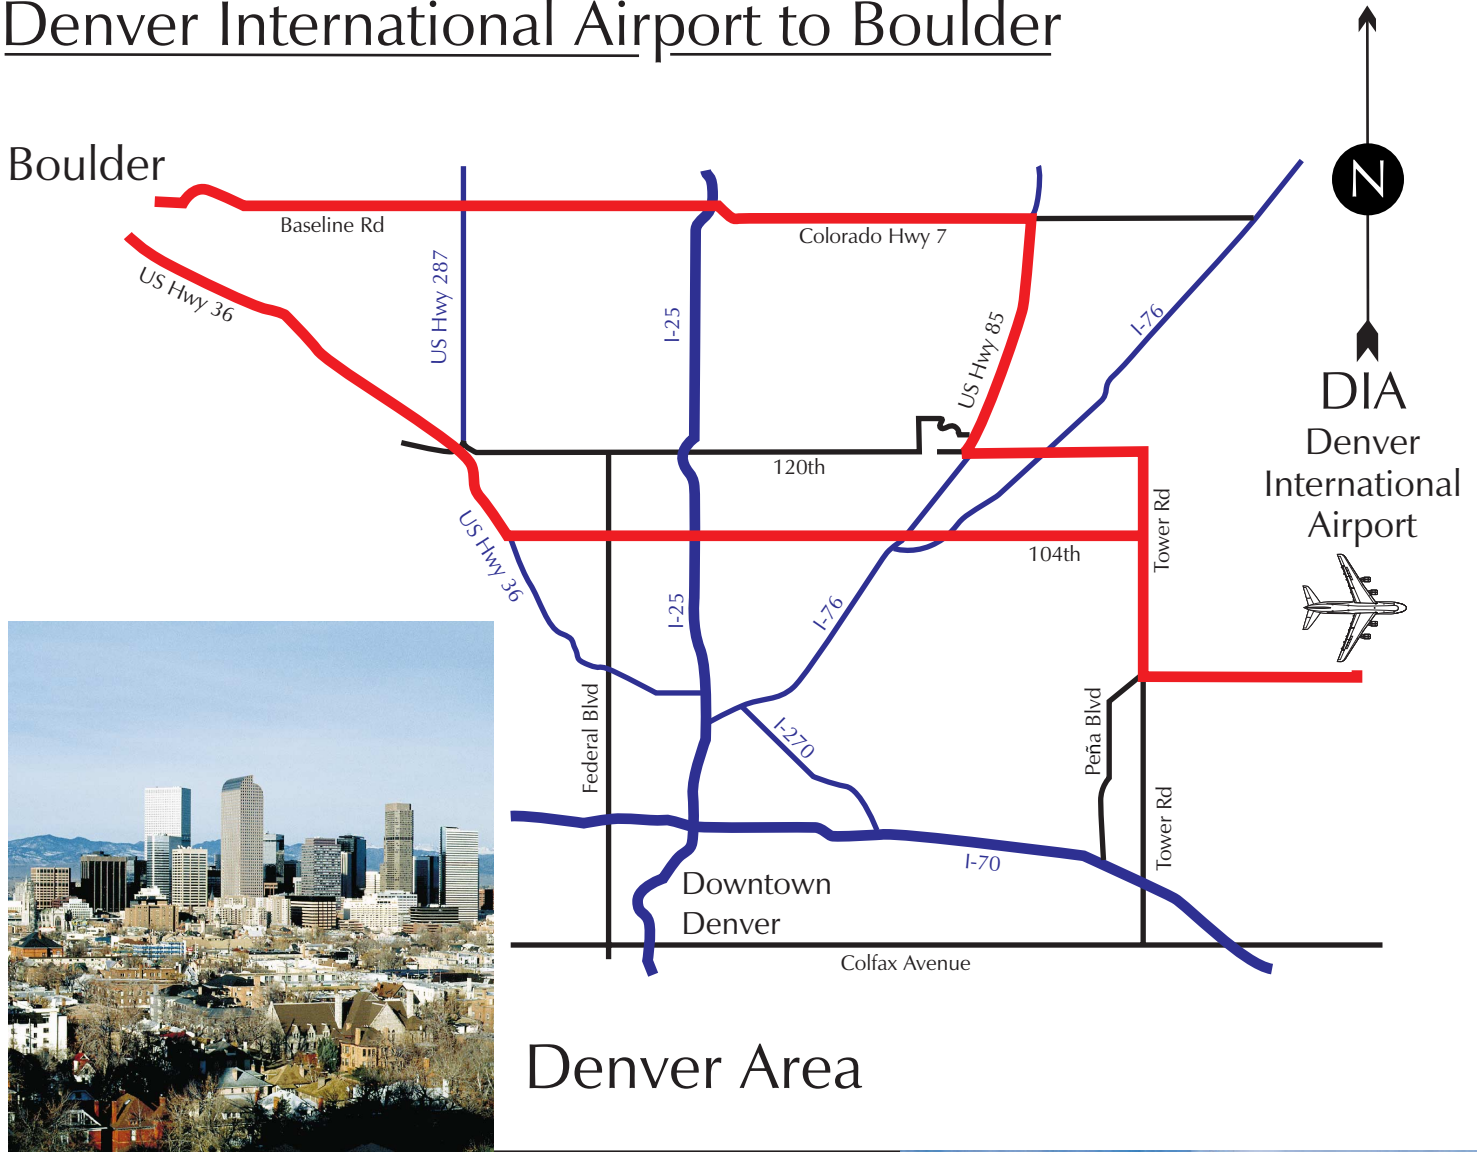 Denver International Airport to Boulder
N
Boulder
Baseline Rd
Colorado Hwy 7
US Hwy 36
US Hwy 287
I-25
US Hwy 85
I-76
DIA
Denver
International
Airport
120th
Tower Rd
US Hwy 36
104th
I-25
I-76
Federal Blvd
I-270
Peña Blvd
Tower Rd
I-70
Downtown
Denver
Colfax Avenue
Denver Area